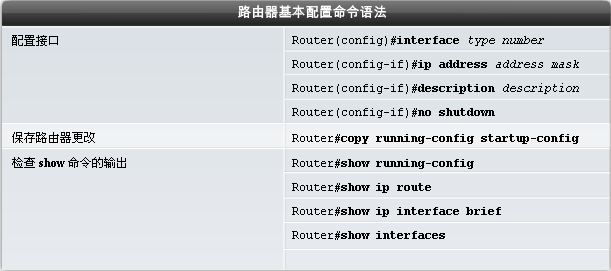 路由器基本配置命令语法
配置接口
Router(config)#interface type number
Router(config-if)#ip address address mask
Router(config-if)#description description
Router(config-if)#no shutdown
保存路由器更改
Router#copy running-config startup-config
检查 show 命令的输出
Router#show running-config
Router#show ip route
Router#show ip interface brief
Router#show interfaces